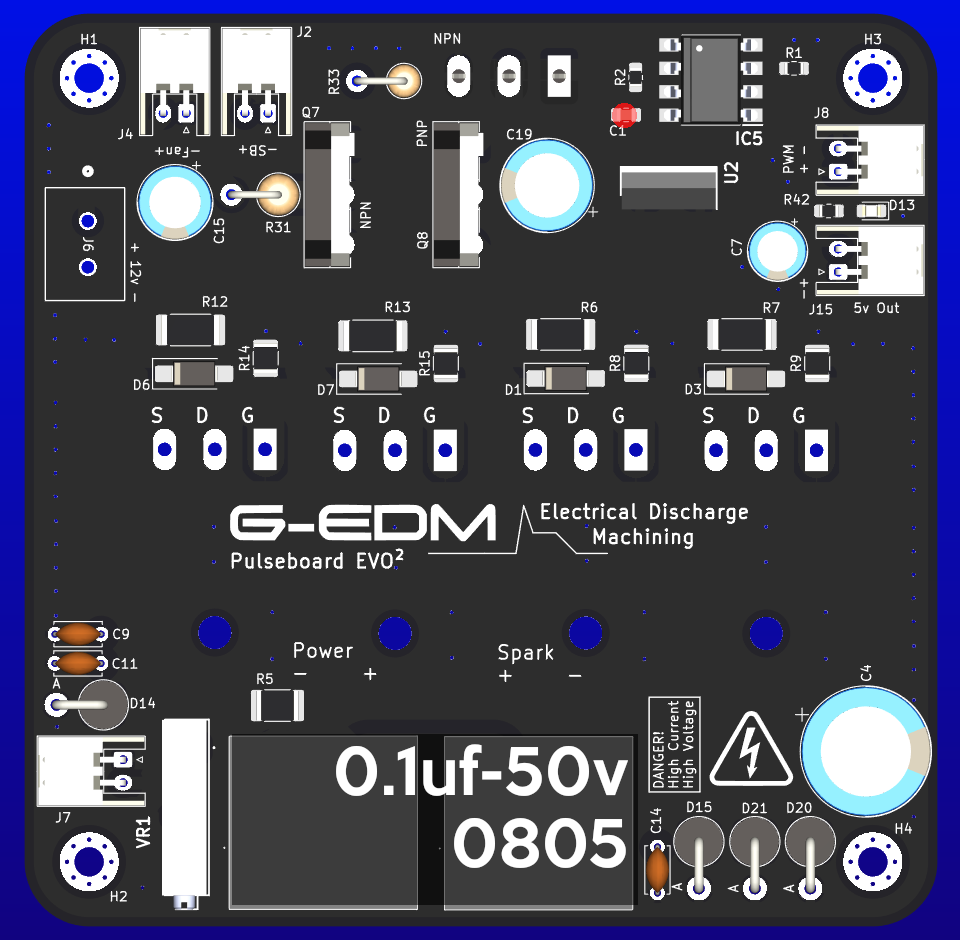 H1
J2
NPN
H3
R33
R2
R1
J4
-Fan+
-SB+
Q7
PNP
C19
C1
IC5
J8
PWM - +
U2
R42
D13
J6
+ 12v -
C15
R31
NPN
Q8
C7
- +
J15
5v Out
R12
R13
R6
R7
R14
R15
R8
R9
D6
D7
D1
D3
S D G
S D G
S D G
S D G
G-EDM
Electrical Discharge
Machining
Pulseboard EVO²
C9
C11
A
D14
Power
- +
Spark
+ -
R5
C4
DANGER!
High Current
High Voltage
0.1uf-50v
0805
J7
VR1
H2
C14
D15
D21
D20
H4
A
A
A